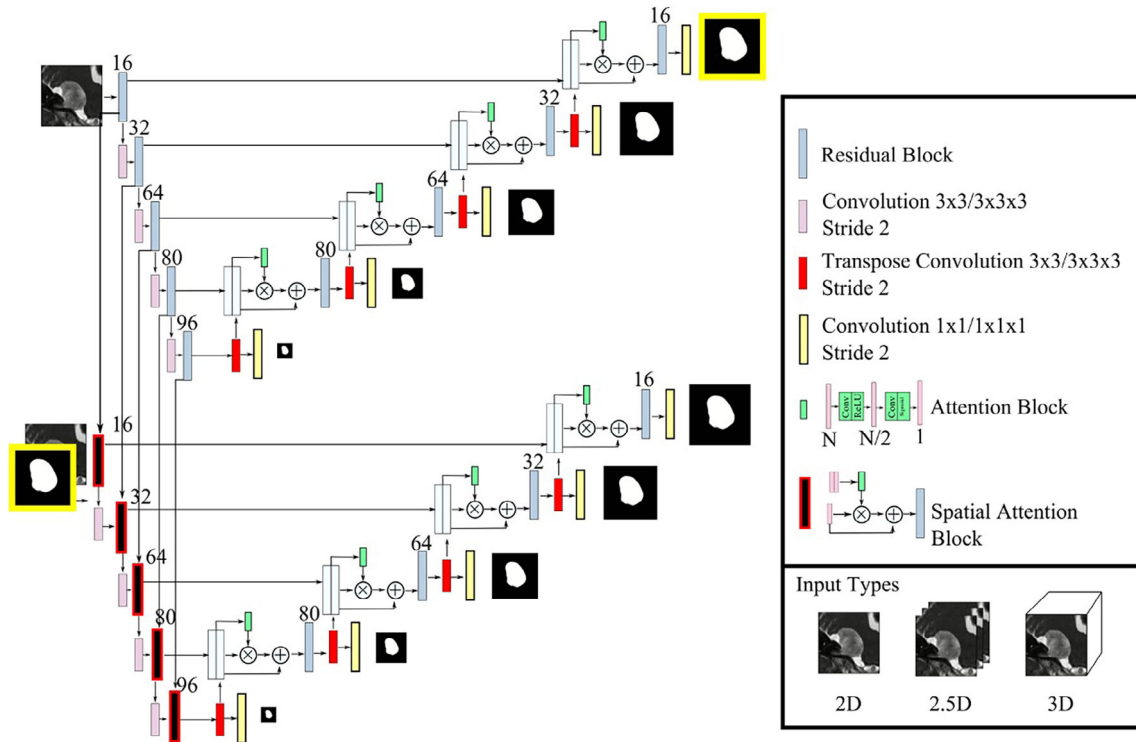 16
16
32
32
64
64
80
80
96
Residual Block
Convolution 3x3/3x3x3
Stride 2
Transpose Convolution 3x3/3x3x3
Stride 2
Convolution 1x1/1x1x1
Stride 2
Conv
ReLU
Conv
Attention Block
N
N/2
1
Spatial Attention
Block
16
16
32
32
64
64
80
80
96
Input Types
2D
2.5D
3D